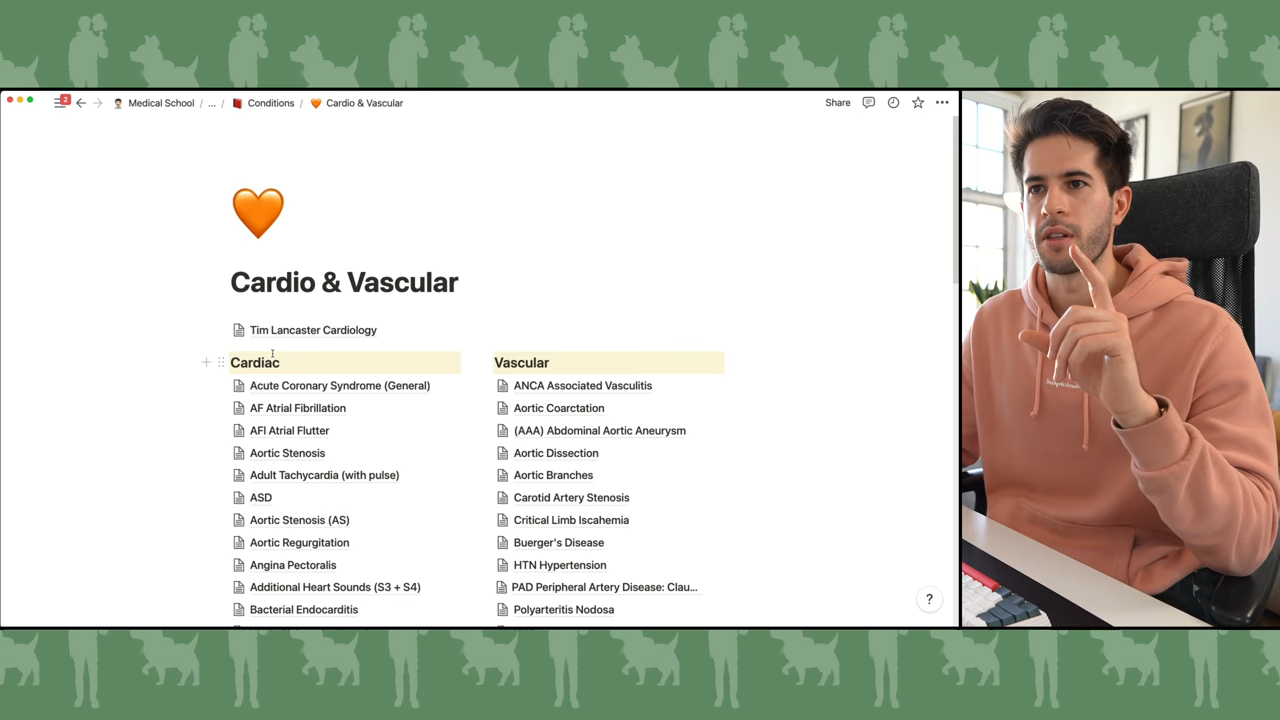 2
Medical School / ... / Conditions / Cardio & Vascular
Share
Cardio & Vascular
Tim Lancaster Cardiology
Cardiac
Acute Coronary Syndrome (General)
AF Atrial Fibrillation
AFl Atrial Flutter
Aortic Stenosis
Adult Tachycardia (with pulse)
ASD
Aortic Stenosis (AS)
Aortic Regurgitation
Angina Pectoralis
Additional Heart Sounds (S3 + S4)
Bacterial Endocarditis
Vascular
ANCA Associated Vasculitis
Aortic Coarctation
(AAA) Abdominal Aortic Aneurysm
Aortic Dissection
Aortic Branches
Carotid Artery Stenosis
Critical Limb Iscahemia
Buerger's Disease
HTN Hypertension
PAD Peripheral Artery Disease: Clau...
Polyarteritis Nodosa
?